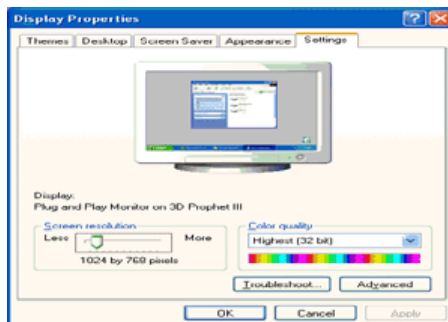 Display Properties
Themes Desktop Screen Saver Appearance Settings
Display:
Plug and Play Monitor on 3D Prophet III
Screen resolution
Less More
1024 by 768 pixels
Color quality
Highest (32 bit)
Troubleshoot... Advanced
OK Cancel Apply